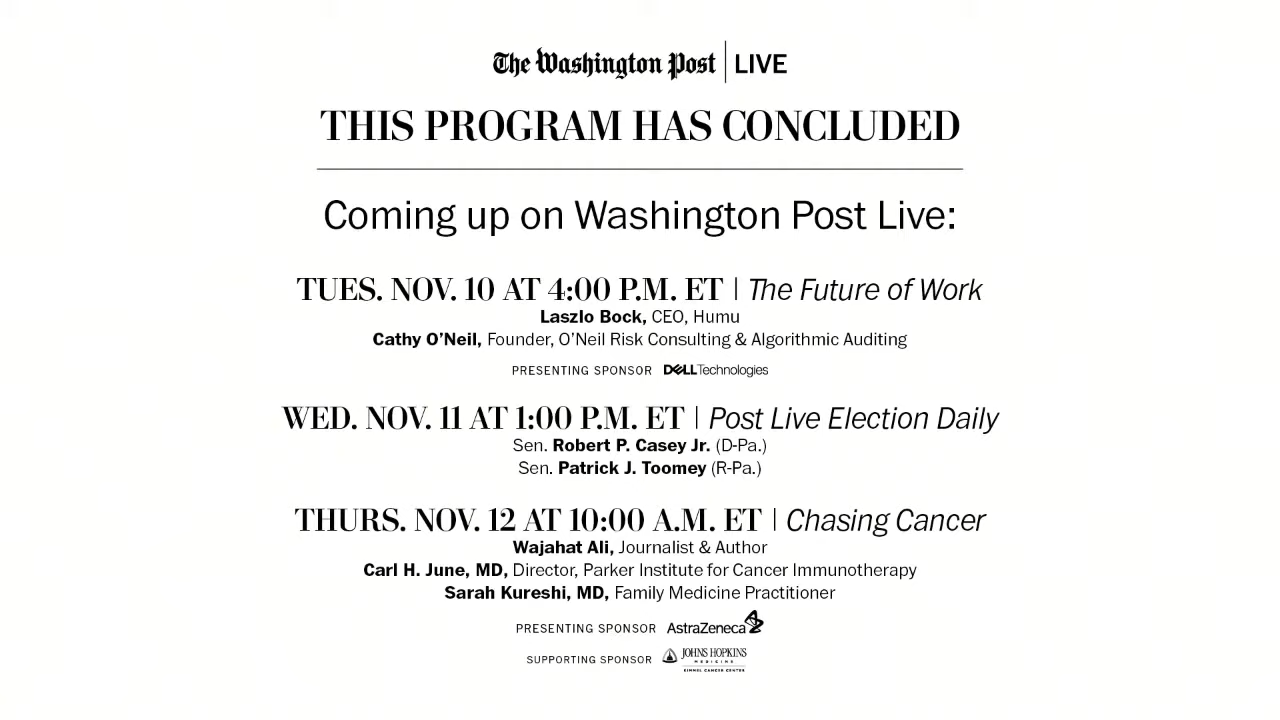 The Washington Post | LIVE
THIS PROGRAM HAS CONCLUDED
Coming up on Washington Post Live:
TUES. NOV. 10 AT 4:00 P.M. ET | The Future of Work
Laszlo Bock, CEO, Humu
Cathy O'Neil, Founder, O'Neil Risk Consulting & Algorithmic Auditing
PRESENTING SPONSOR DELLTechnologies
WED. NOV. 11 AT 1:00 P.M. ET | Post Live Election Daily
Sen. Robert P. Casey Jr. (D-Pa.)
Sen. Patrick J. Toomey (R-Pa.)
THURS. NOV. 12 AT 10:00 A.M. ET | Chasing Cancer
Wajahat Ali, Journalist & Author
Carl H. June, MD, Director, Parker Institute for Cancer Immunotherapy
Sarah Kureshi, MD, Family Medicine Practitioner
PRESENTING SPONSOR AstraZeneca
SUPPORTING SPONSOR JOHNS HOPKINS
MEDICINE
KIMMEL CANCER CENTER